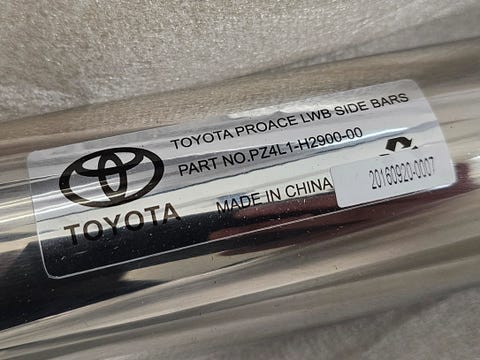 TOYOTA PROACE LWB SIDE BARS
PART NO.PZ4L1-H2900-00
TOYOTA
MADE IN CHINA
20160920-0007